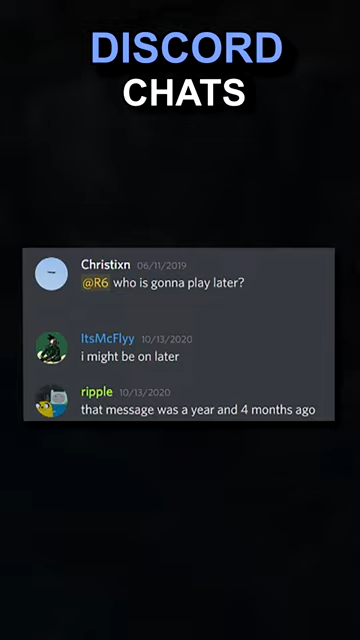 DISCORD
CHATS
Christixn 06/11/2019
@R6 who is gonna play later?
ItsMcFlyy 10/13/2020
i might be on later
ripple 10/13/2020
that message was a year and 4 months ago